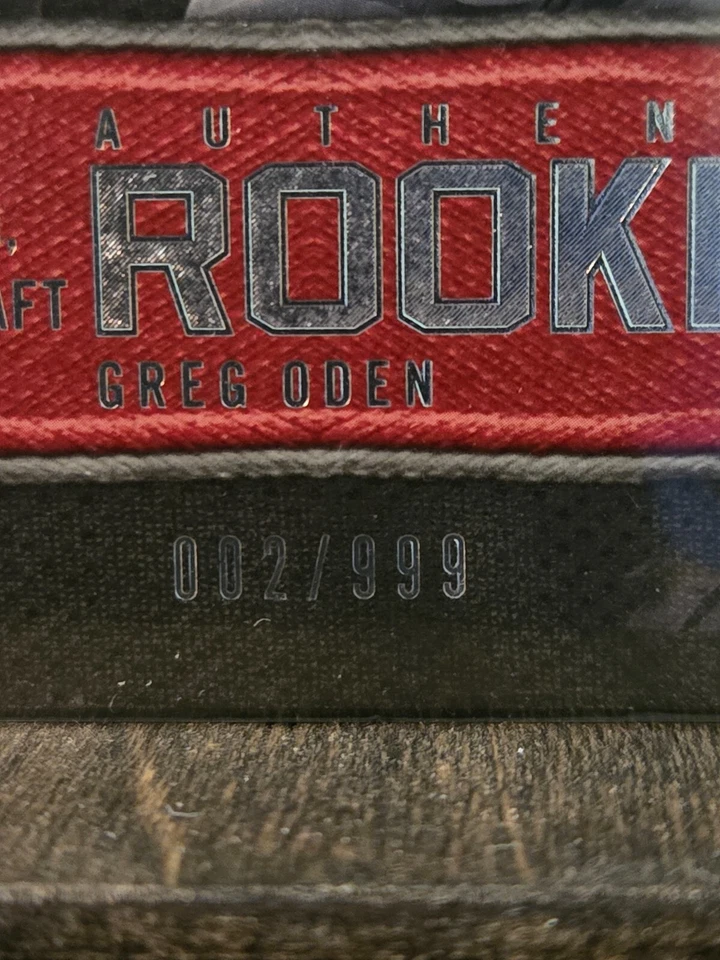 AUTHEN
ROOK
AFT
GREG ODEN
002/999